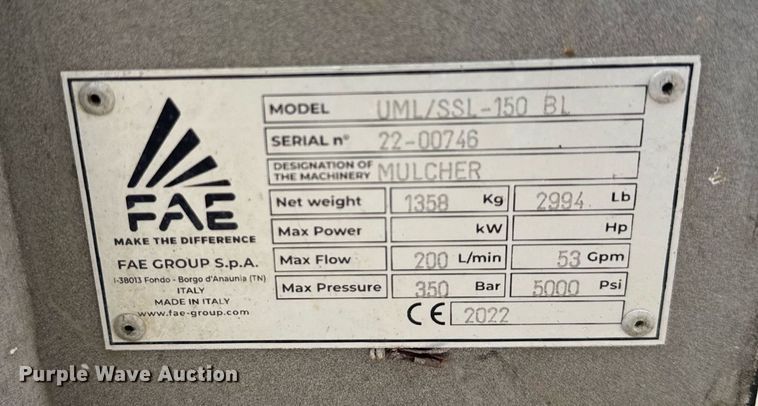 FAE
MAKE THE DIFFERENCE
FAE GROUP S.p.A.
I-38013 Fondo - Borgo d'Anaunia (TN)
ITALY
MADE IN ITALY
www.fae-group.com
MODEL UML/SSL-150 BL
SERIAL n° 22-00746
DESIGNATION OF
THE MACHINERY MULCHER
Net weight 1358 Kg 2994 Lb
Max Power kW Hp
Max Flow 200 L/min 53 Gpm
Max Pressure 350 Bar 5000 Psi
CE 2022
Purple Wave Auction